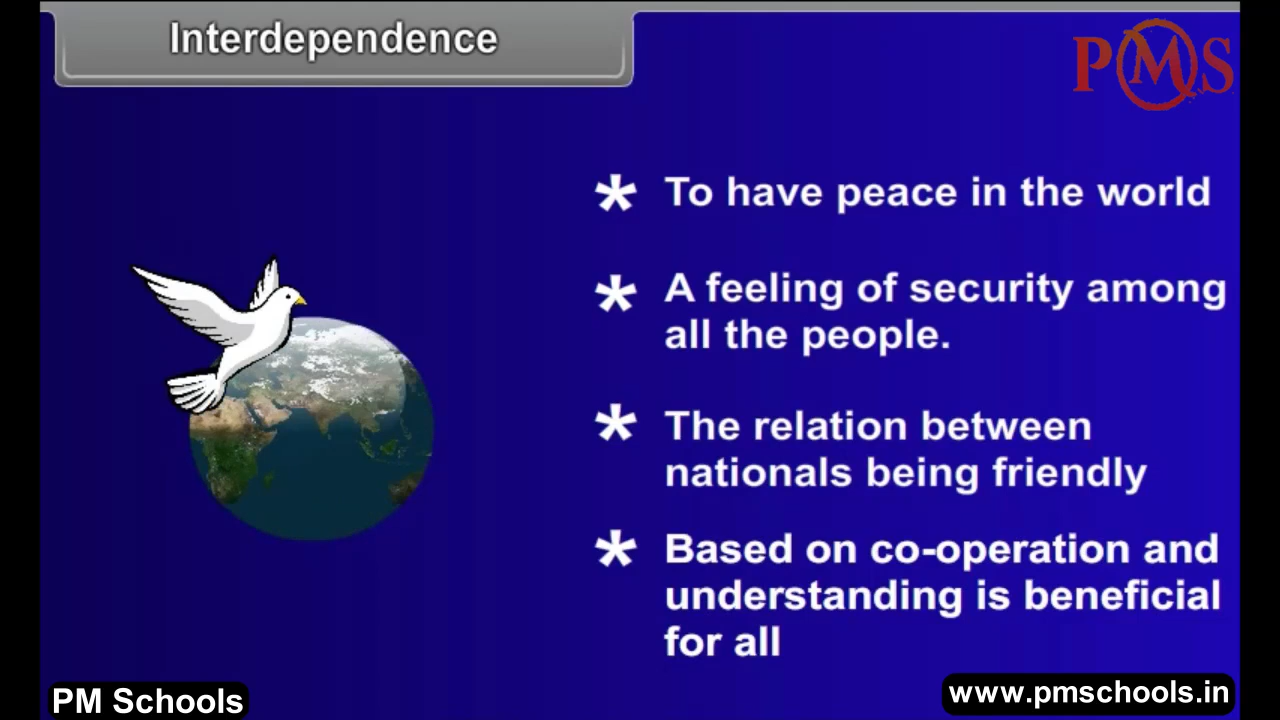 Interdependence
PMS
* To have peace in the world
* A feeling of security among
all the people.
* The relation between
nationals being friendly
* Based on co-operation and
understanding is beneficial
for all
PM Schools
www.pmschools.in